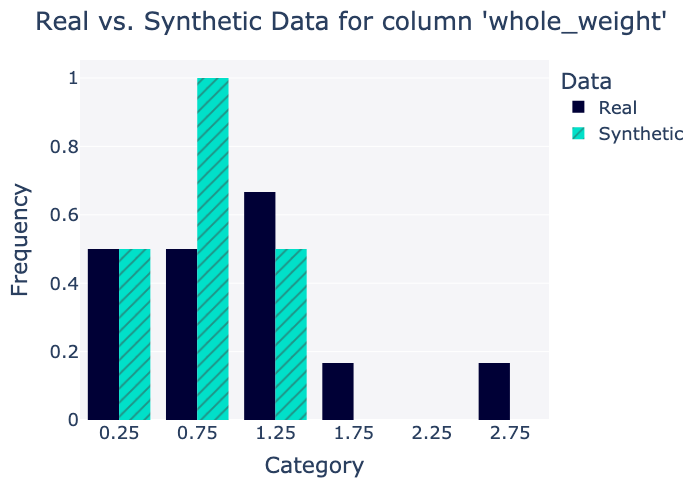 Real vs. Synthetic Data for column 'whole_weight'
Data
Real
Synthetic
Frequency
1
0.8
0.6
0.4
0.2
0
0.25 0.75 1.25 1.75 2.25 2.75
Category